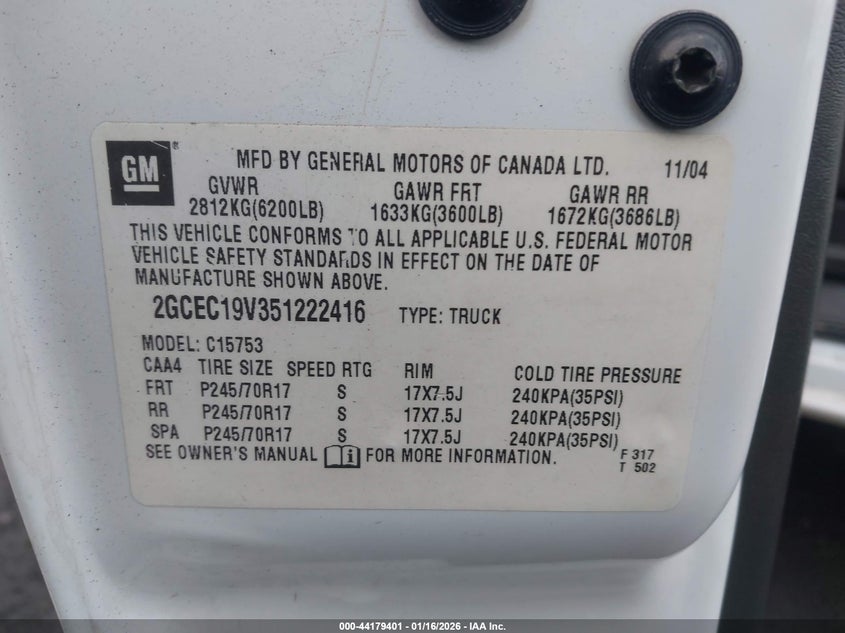 GM ® MFD BY GENERAL MOTORS OF CANADA LTD. 11/04
GVWR GAWR FRT GAWR RR
2812KG(6200LB) 1633KG(3600LB) 1672KG(3686LB)
THIS VEHICLE CONFORMS TO ALL APPLICABLE U.S. FEDERAL MOTOR
VEHICLE SAFETY STANDARDS IN EFFECT ON THE DATE OF
MANUFACTURE SHOWN ABOVE.
2GCEC19V351222416 TYPE: TRUCK
MODEL: C15753
CAA4 TIRE SIZE SPEED RTG RIM COLD TIRE PRESSURE
FRT P245/70R17 S 17X7.5J 240KPA(35PSI)
RR P245/70R17 S 17X7.5J 240KPA(35PSI)
SPA P245/70R17 S 17X7.5J 240KPA(35PSI)
SEE OWNER'S MANUAL FOR MORE INFORMATION.
F 317
T 502
000-44179401 - 01/16/2026 - IAA Inc.